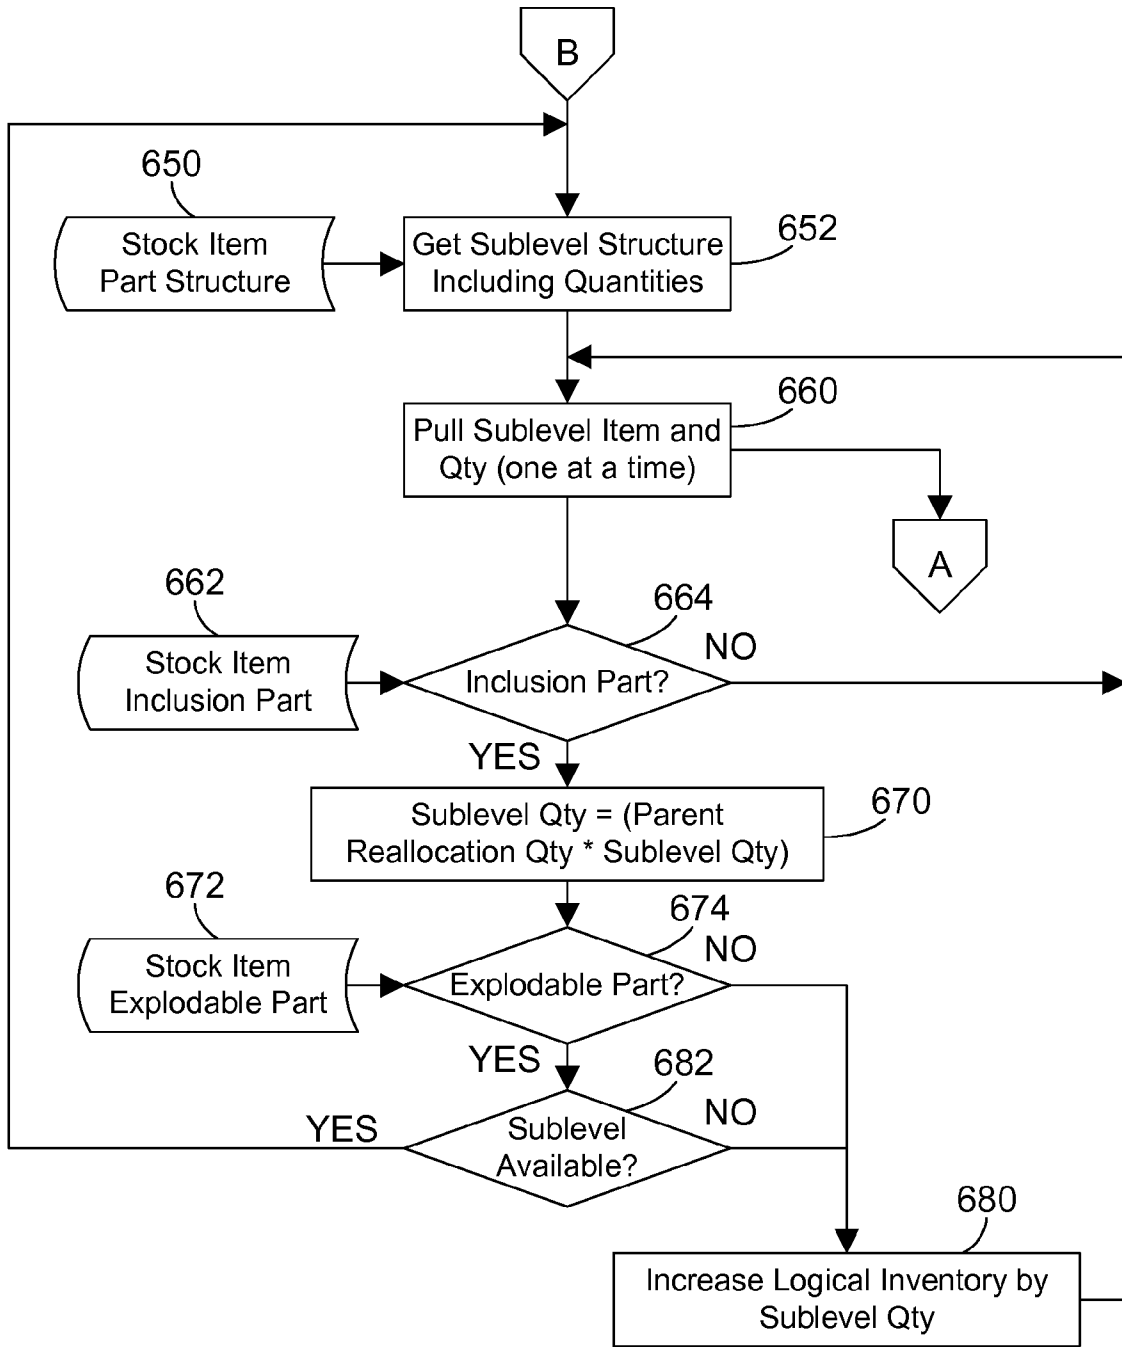 B
650
Stock Item
Part Structure
Get Sublevel Structure
Including Quantities
652
660
Pull Sublevel Item and
Qty (one at a time)
A
662
Stock Item
Inclusion Part
664
Inclusion Part?
NO
YES
Sublevel Qty = (Parent
Reallocation Qty * Sublevel Qty)
670
672
Stock Item
Explodable Part
674
Explodable Part?
NO
YES
682
Sublevel
Available?
YES
NO
680
Increase Logical Inventory by
Sublevel Qty